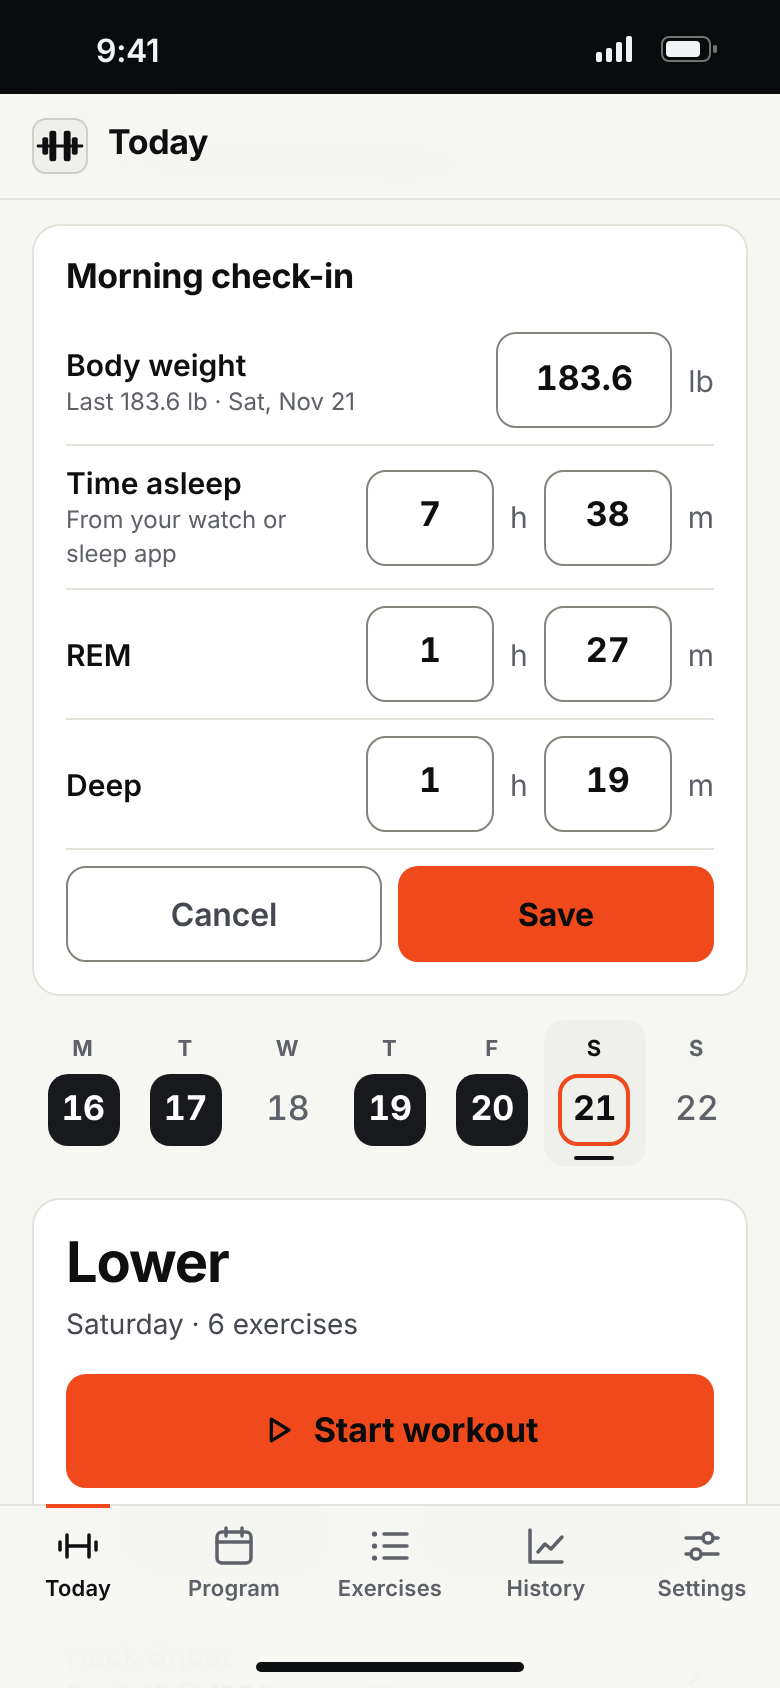 9:41
Today
Morning check-in
Body weight
Last 183.6 lb · Sat, Nov 21
183.6 lb
Time asleep
From your watch or
sleep app
7 h 38 m
REM
1 h 27 m
Deep
1 h 19 m
Cancel Save
M T W T F S S
16 17 18 19 20 21 22
Lower
Saturday · 6 exercises
Start workout
Today Program Exercises History Settings
Hack Squat